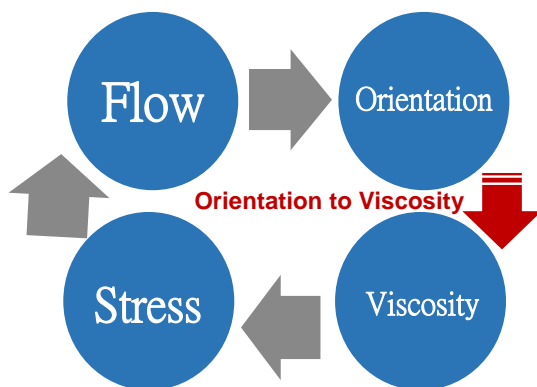 Flow
Orientation
Orientation to Viscosity
Stress
Viscosity